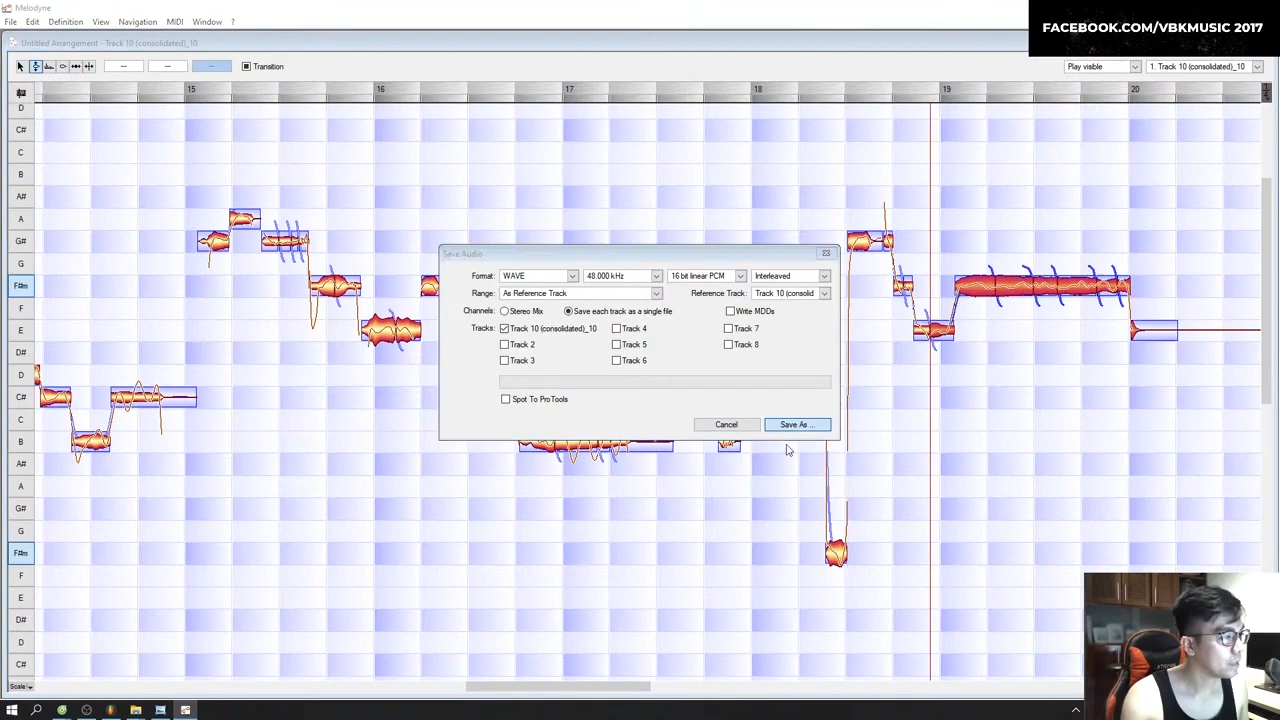 Melodyne
File Edit Definition View Navigation MIDI Window ?
FACEBOOK.COM/VBKMUSIC 2017
Untitled Arrangement - Track 10 (consolidated)_10
Transition
Play visible
1. Track 10 (consolidated)_10
15 16 17 18 19 20
D
C#
C
B
A#
A
G#
G
F#m
F
E
D#
D
C#
C
B
A#
A
G#
G
F#m
F
E
D#
D
C#
Scale
Save Audio
Format: WAVE 48.000 kHz 16 bit linear PCM Interleaved
Range: As Reference Track Reference Track: Track 10 (consolid
Channels: Stereo Mix Save each track as a single file Write MDDs
Tracks: Track 10 (consolidated)_10 Track 4 Track 7
Track 2 Track 5 Track 8
Track 3 Track 6
Spot To ProTools
Cancel Save As ...